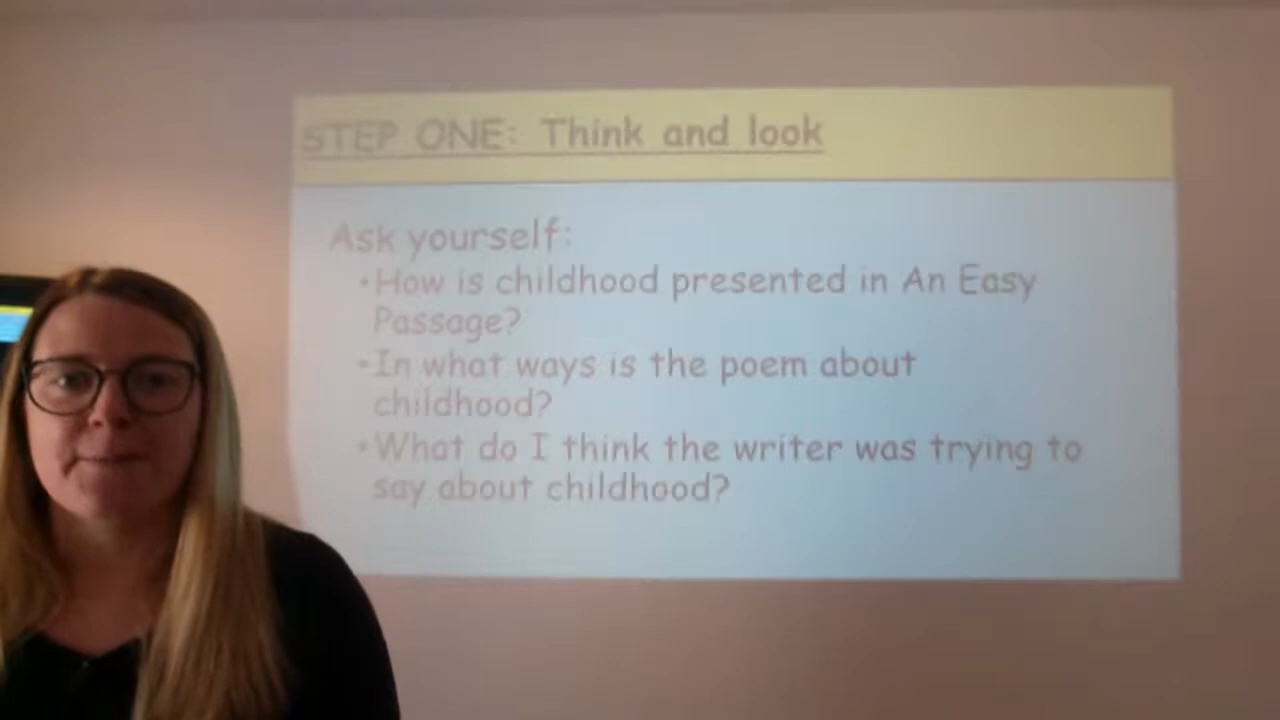 STEP ONE: Think and look
Ask yourself:
•How is childhood presented in An Easy
Passage?
•In what ways is the poem about
childhood?
•What do I think the writer was trying to
say about childhood?